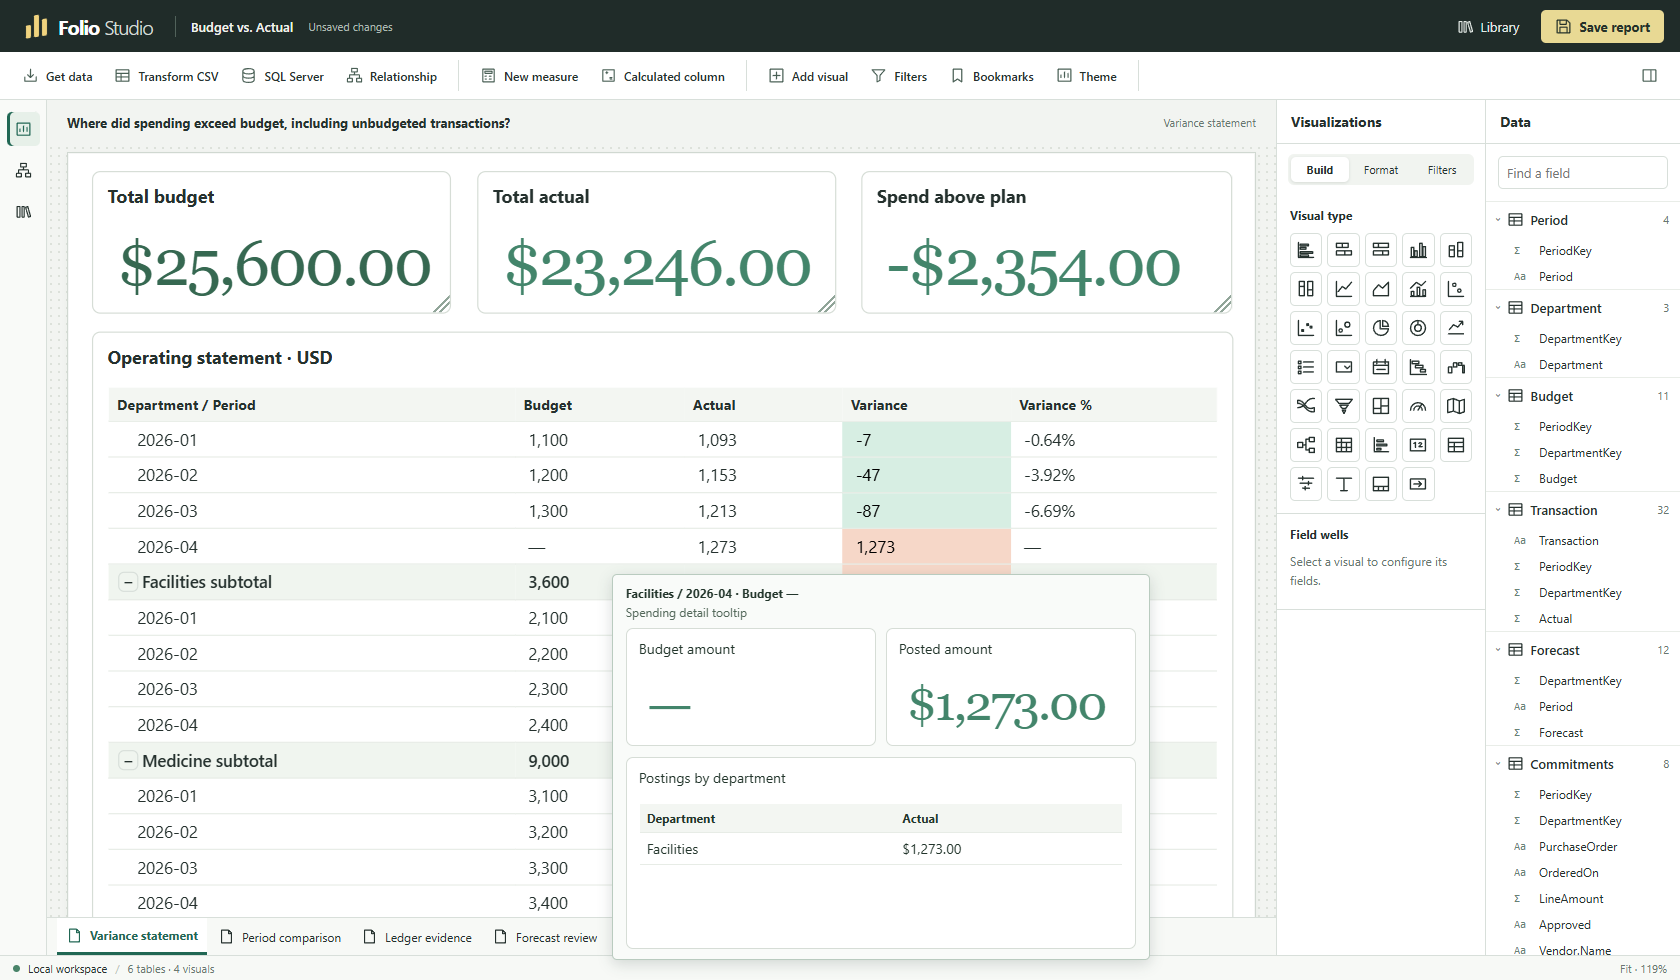 Folio Studio
Budget vs. Actual
Unsaved changes
Library
Save report
Get data
Transform CSV
SQL Server
Relationship
New measure
Calculated column
Add visual
Filters
Bookmarks
Theme
Where did spending exceed budget, including unbudgeted transactions?
Variance statement
Total budget
$25,600.00
Total actual
$23,246.00
Spend above plan
-$2,354.00
Operating statement · USD
Department / Period Budget Actual Variance Variance %
2026-01 1,100 1,093 -7 -0.64%
2026-02 1,200 1,153 -47 -3.92%
2026-03 1,300 1,213 -87 -6.69%
2026-04 — 1,273 1,273 —
− Facilities subtotal 3,600
2026-01 2,100
2026-02 2,200
2026-03 2,300
2026-04 2,400
− Medicine subtotal 9,000
2026-01 3,100
2026-02 3,200
2026-03 3,300
2026-04 3,400
Facilities / 2026-04 · Budget —
Spending detail tooltip
Budget amount
—
Posted amount
$1,273.00
Postings by department
Department Actual
Facilities $1,273.00
Variance statement
Period comparison
Ledger evidence
Forecast review
Local workspace / 6 tables · 4 visuals
Fit · 119%
Visualizations
Build
Format
Filters
Visual type
Field wells
Select a visual to configure its
fields.
Data
Find a field
Period 4
Σ PeriodKey
Aa Period
Department 3
Σ DepartmentKey
Aa Department
Budget 11
Σ PeriodKey
Σ DepartmentKey
Σ Budget
Transaction 32
Aa Transaction
Σ PeriodKey
Σ DepartmentKey
Σ Actual
Forecast 12
Σ DepartmentKey
Aa Period
Σ Forecast
Commitments 8
Σ PeriodKey
Σ DepartmentKey
Aa PurchaseOrder
Aa OrderedOn
Σ LineAmount
Aa Approved
Aa Vendor.Name